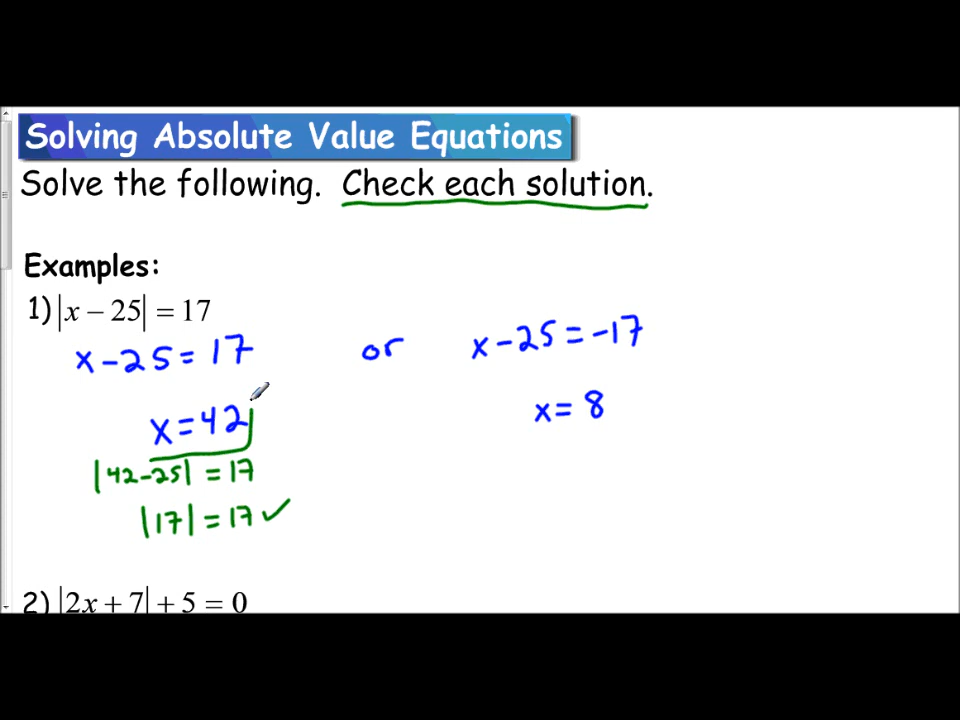 Solving Absolute Value Equations
Solve the following. Check each solution.
Examples:
1) |x − 25| = 17
x − 25 = 17 or x − 25 = −17
x = 42 x = 8
|42 − 25| = 17
|17| = 17 ✓
2) |2x + 7| + 5 = 0